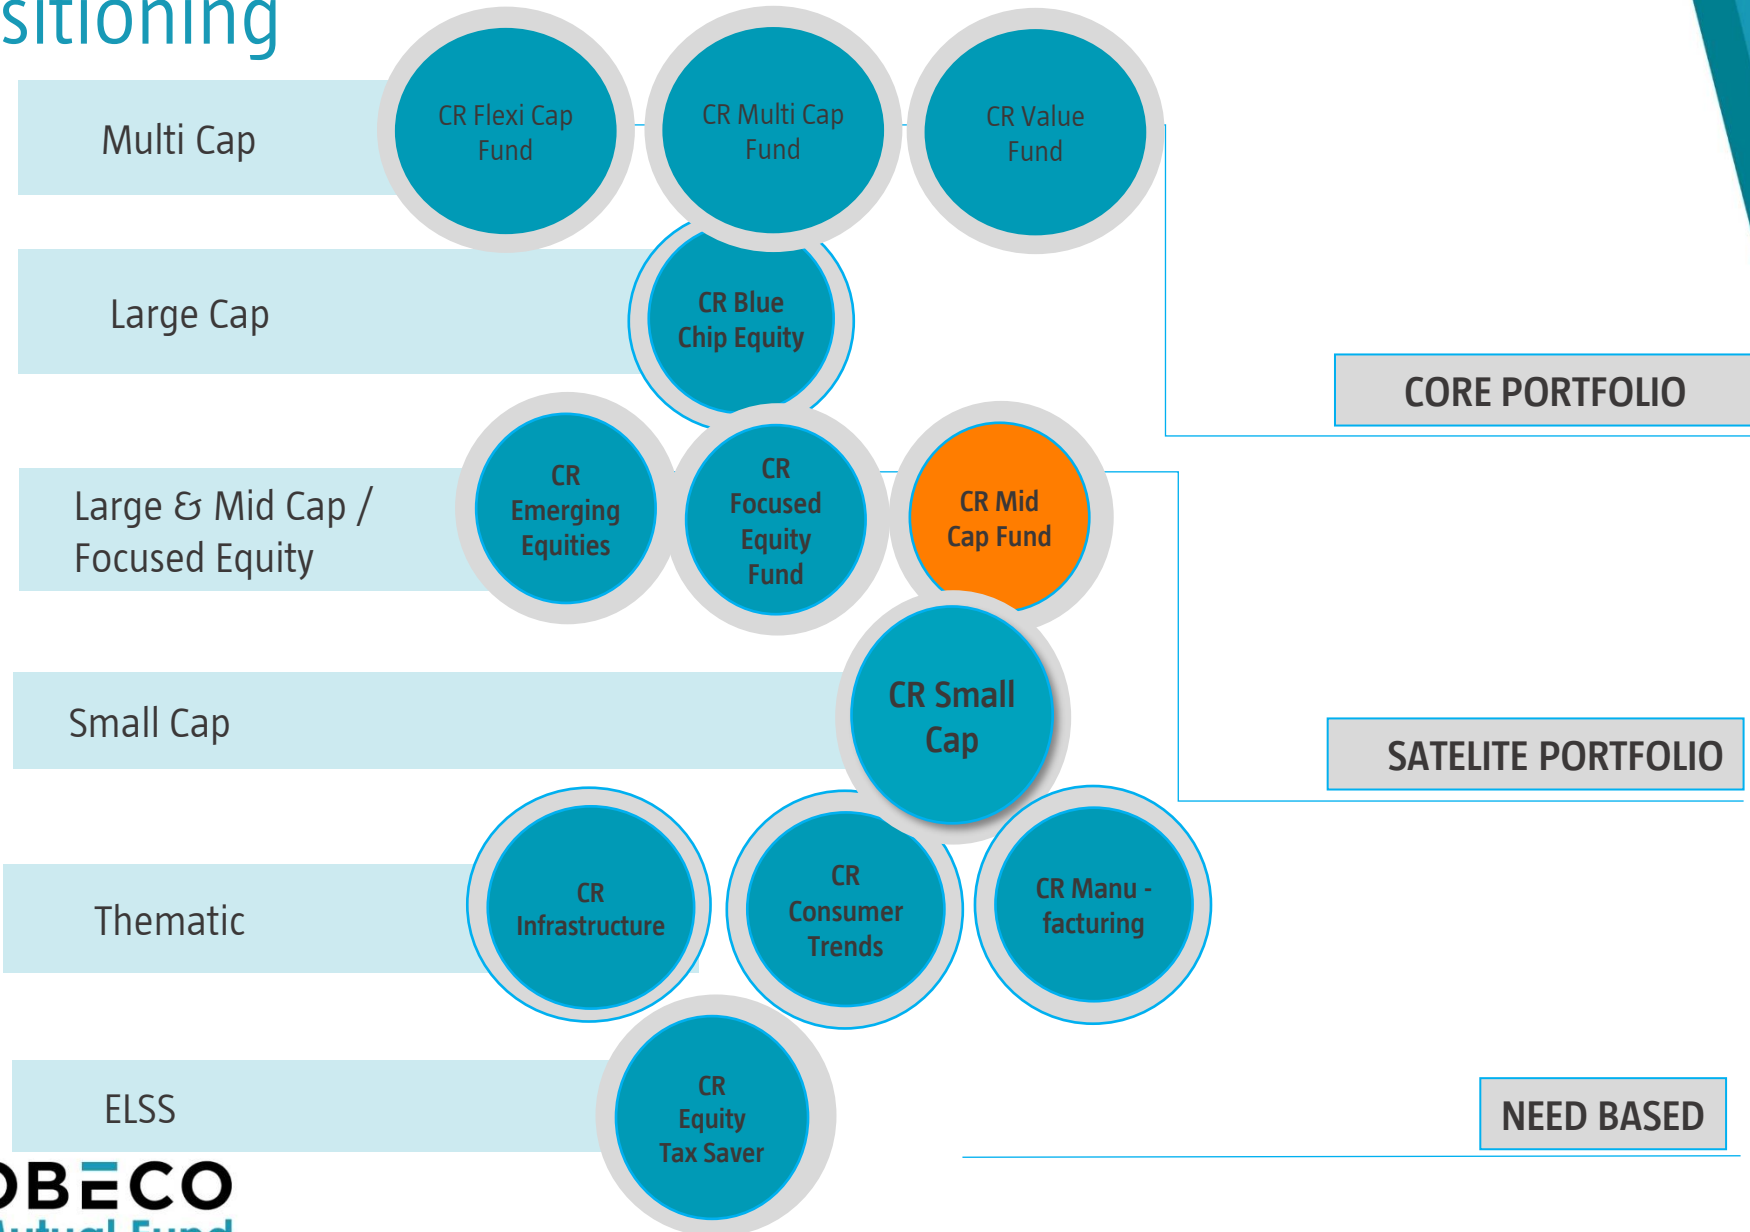 sitioning
Multi Cap
CR Flexi Cap
Fund
CR Multi Cap
Fund
CR Value
Fund
Large Cap
CR Blue
Chip Equity
CORE PORTFOLIO
Large & Mid Cap /
Focused Equity
CR
Emerging
Equities
CR
Focused
Equity
Fund
CR Mid
Cap Fund
Small Cap
CR Small
Cap
SATELITE PORTFOLIO
Thematic
CR
Infrastructure
CR
Consumer
Trends
CR Manu -
facturing
ELSS
CR
Equity
Tax Saver
NEED BASED
OBECO
Mutual Fund